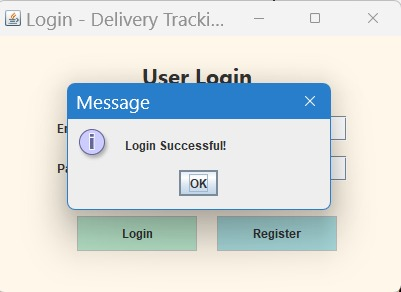 Login - Delivery Tracki...
User Login
Message
Login Successful!
OK
Login
Register